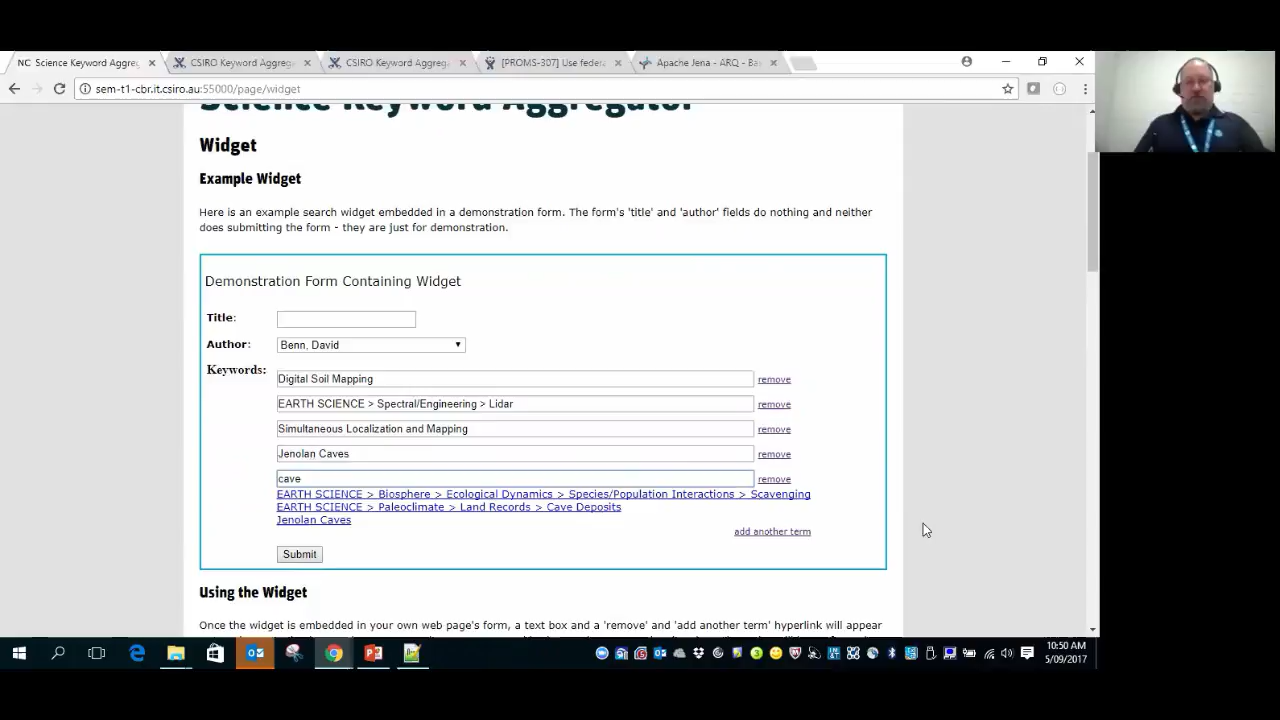 NC Science Keyword Aggreg
CSIRO Keyword Aggrega
CSIRO Keyword Aggrega
[PROMS-307] Use federa
Apache Jena - ARQ - Bas
sem-t1-cbr.it.csiro.au:55000/page/widget
Science Keyword Aggregator
Widget
Example Widget
Here is an example search widget embedded in a demonstration form. The form's 'title' and 'author' fields do nothing and neither
does submitting the form - they are just for demonstration.
Demonstration Form Containing Widget
Title:
Author:
Benn, David
Keywords:
Digital Soil Mapping
remove
EARTH SCIENCE > Spectral/Engineering > Lidar
remove
Simultaneous Localization and Mapping
remove
Jenolan Caves
remove
cave
remove
EARTH SCIENCE > Biosphere > Ecological Dynamics > Species/Population Interactions > Scavenging
EARTH SCIENCE > Paleoclimate > Land Records > Cave Deposits
Jenolan Caves
add another term
Submit
Using the Widget
Once the widget is embedded in your own web page's form, a text box and a 'remove' and 'add another term' hyperlink will appear
10:50 AM
5/09/2017